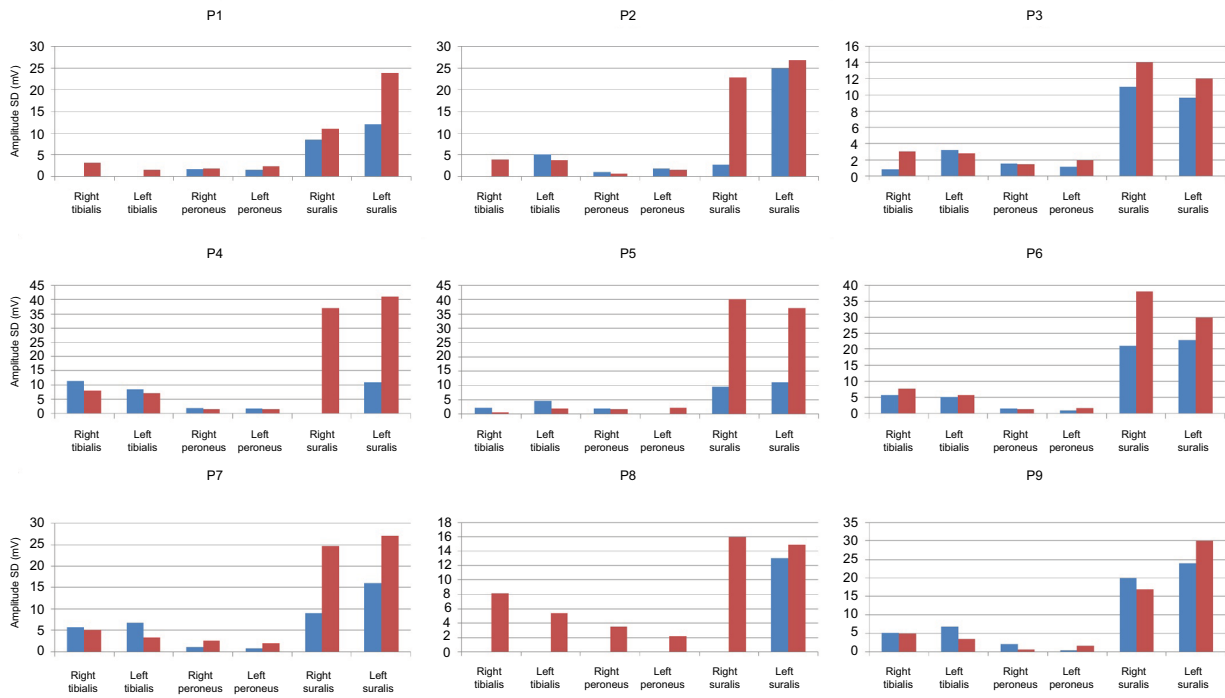 P1
P2
P3
Amplitude SD (mV)
30
25
20
15
10
5
0
Right tibialis
Left tibialis
Right peroneus
Left peroneus
Right suralis
Left suralis
30
25
20
15
10
5
0
Right tibialis
Left tibialis
Right peroneus
Left peroneus
Right suralis
Left suralis
16
14
12
10
8
6
4
2
0
Right tibialis
Left tibialis
Right peroneus
Left peroneus
Right suralis
Left suralis
P4
P5
P6
Amplitude SD (mV)
45
40
35
30
25
20
15
10
5
0
Right tibialis
Left tibialis
Right peroneus
Left peroneus
Right suralis
Left suralis
45
40
35
30
25
20
15
10
5
0
Right tibialis
Left tibialis
Right peroneus
Left peroneus
Right suralis
Left suralis
40
35
30
25
20
15
10
5
0
Right tibialis
Left tibialis
Right peroneus
Left peroneus
Right suralis
Left suralis
P7
P8
P9
Amplitude SD (mV)
30
25
20
15
10
5
0
Right tibialis
Left tibialis
Right peroneus
Left peroneus
Right suralis
Left suralis
18
16
14
12
10
8
6
4
2
0
Right tibialis
Left tibialis
Right peroneus
Left peroneus
Right suralis
Left suralis
35
30
25
20
15
10
5
0
Right tibialis
Left tibialis
Right peroneus
Left peroneus
Right suralis
Left suralis